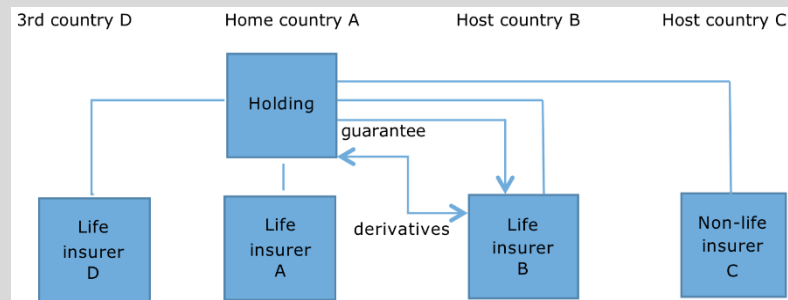 3rd country D
Home country A
Host country B
Host country C
Holding
guarantee
derivatives
Life
insurer
D
Life
insurer
A
Life
insurer
B
Non-life
insurer
C